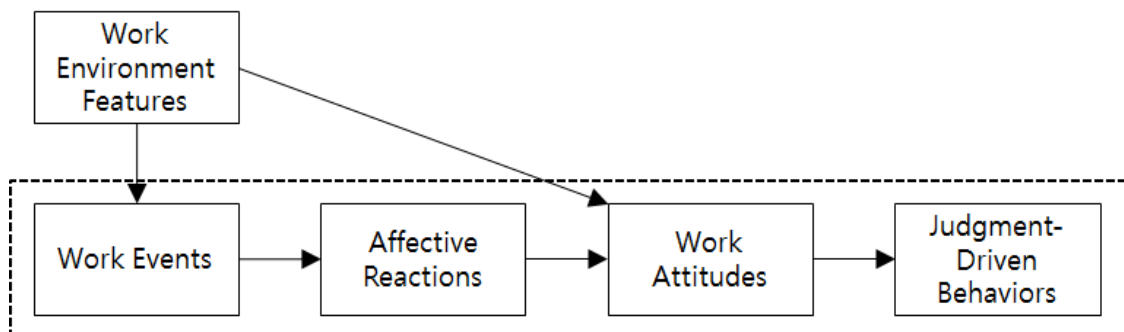 Work
Environment
Features
Work Events
Affective
Reactions
Work
Attitudes
Judgment-
Driven
Behaviors